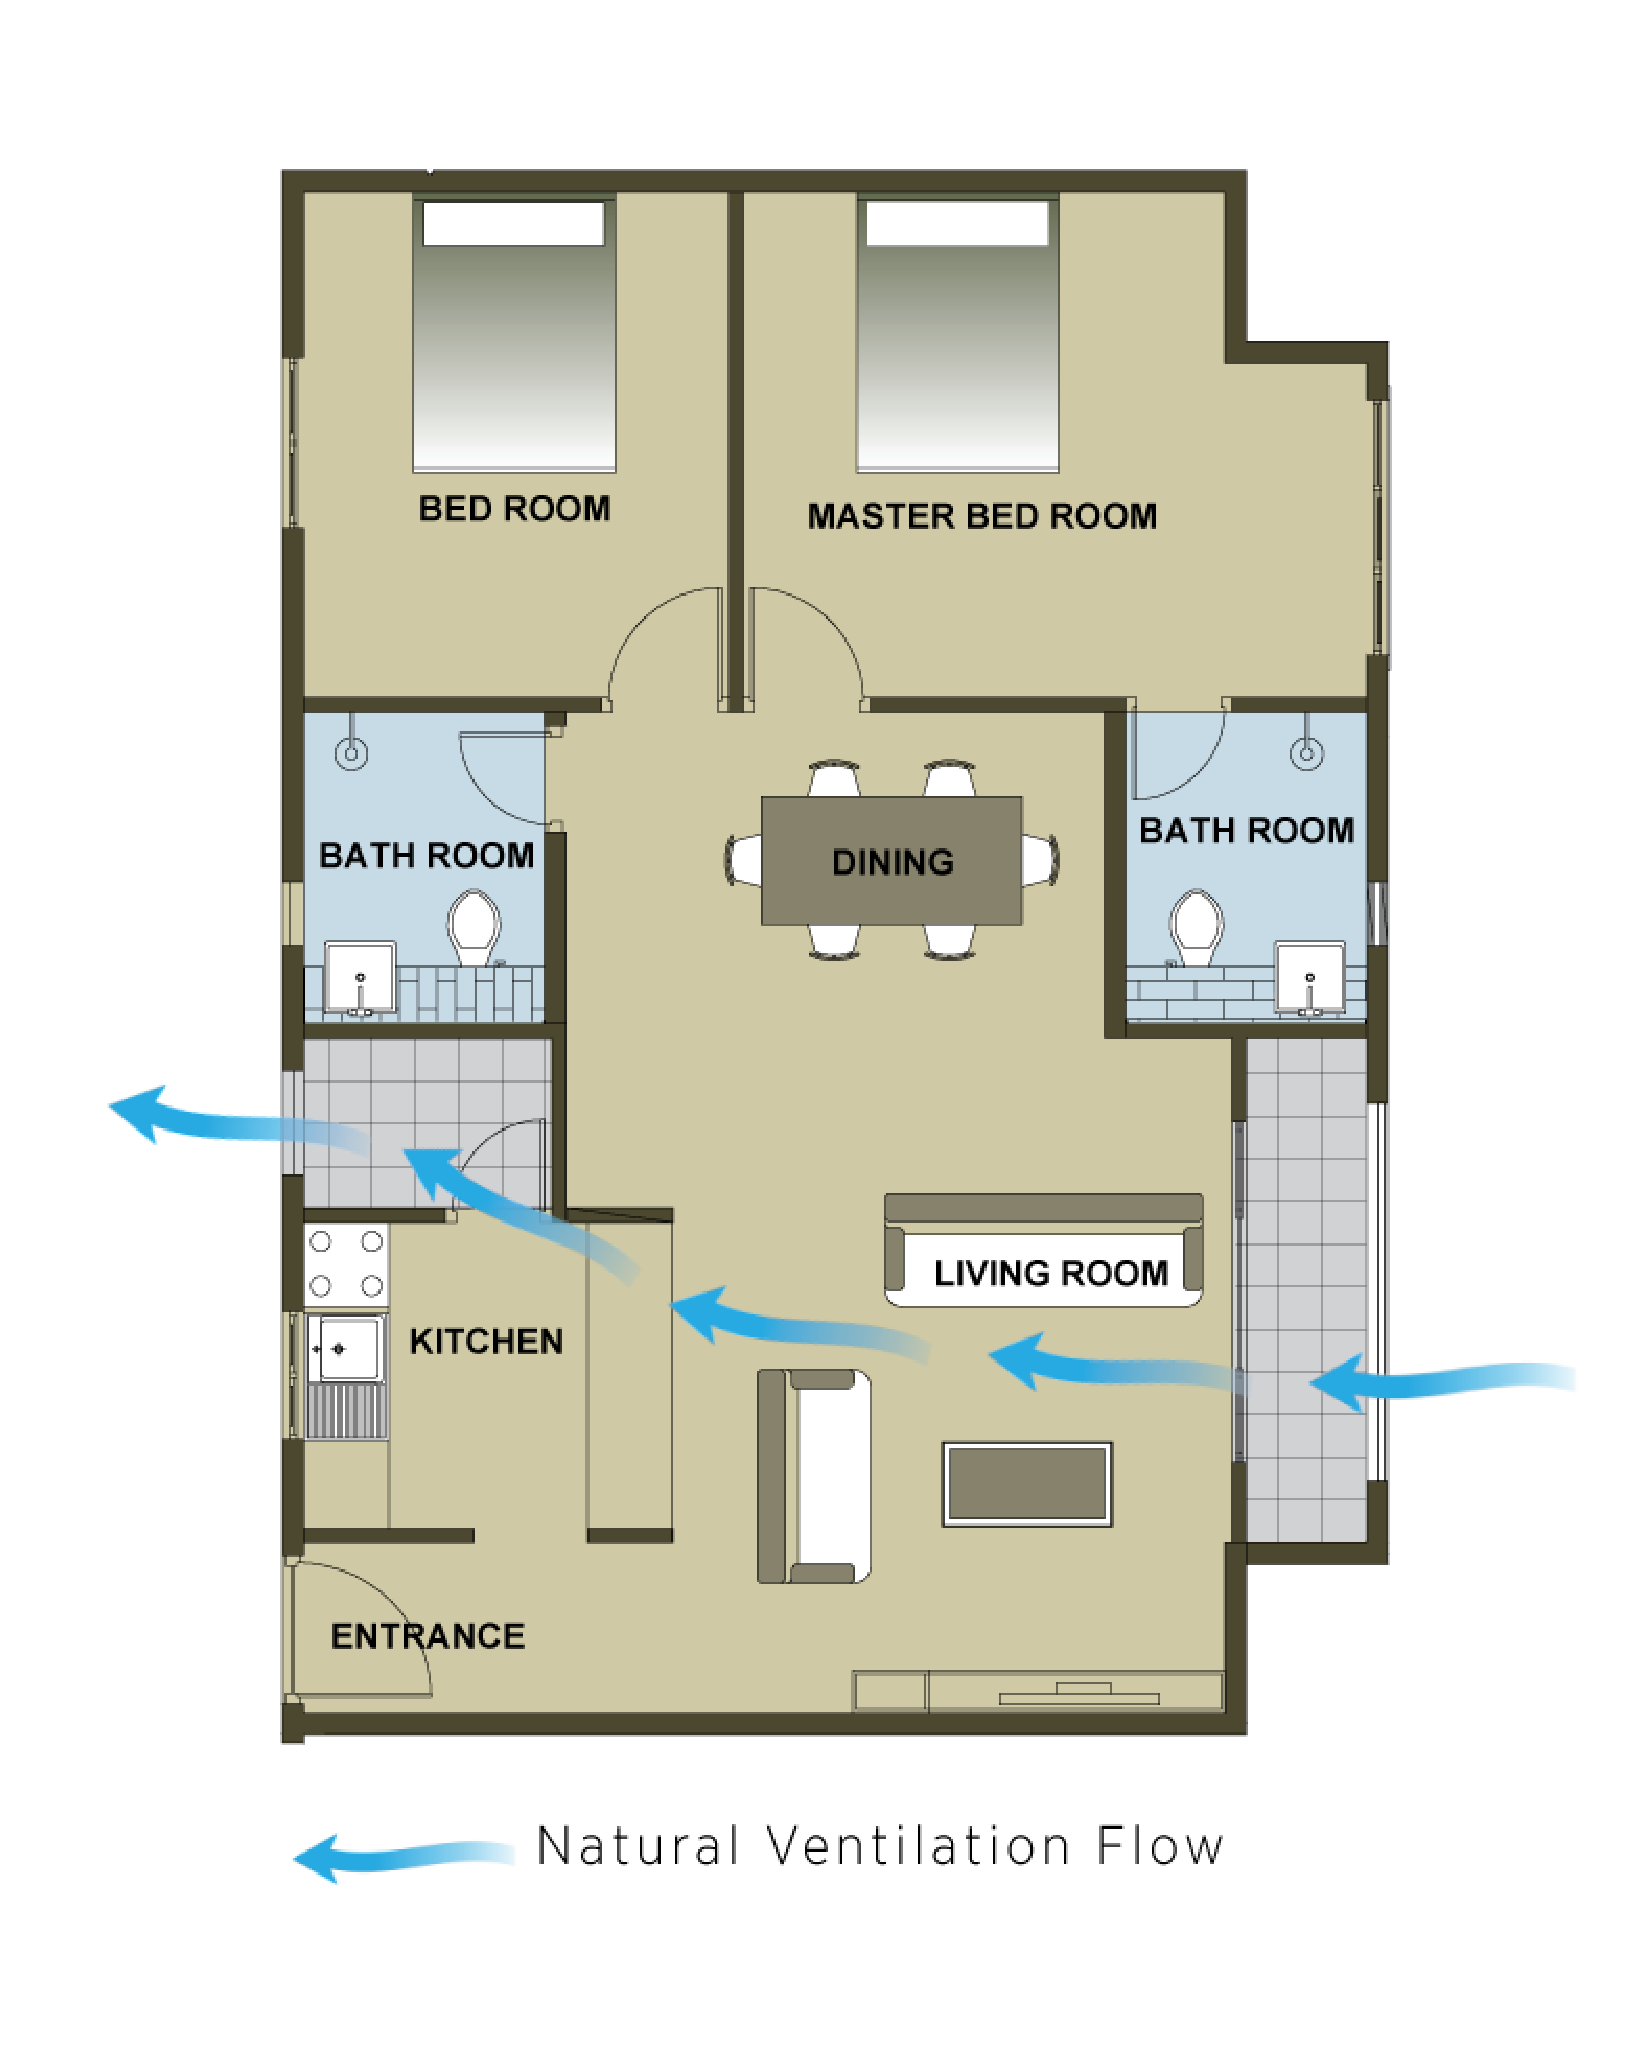 BED ROOM
MASTER BED ROOM
BATH ROOM
DINING
BATH ROOM
LIVING ROOM
KITCHEN
ENTRANCE
Natural Ventilation Flow